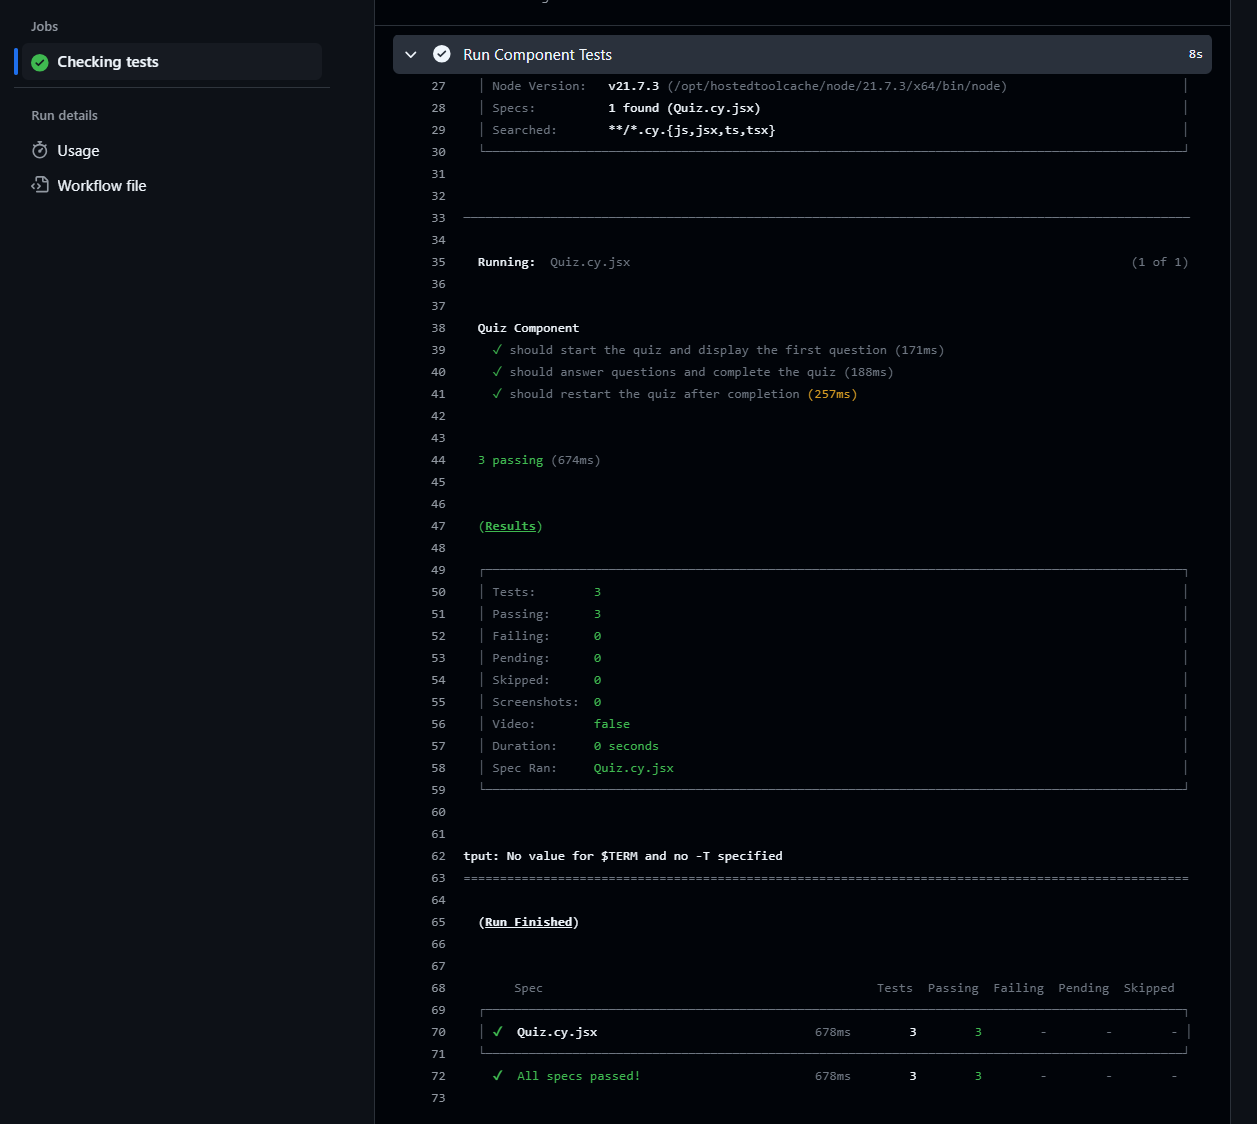 Jobs
Checking tests
Run details
Usage
Workflow file
Run Component Tests 8s
27 │ Node Version: v21.7.3 (/opt/hostedtoolcache/node/21.7.3/x64/bin/node) │
28 │ Specs: 1 found (Quiz.cy.jsx) │
29 │ Searched: **/*.cy.{js,jsx,ts,tsx} │
30
31
32
33
34
35 Running: Quiz.cy.jsx (1 of 1)
36
37
38 Quiz Component
39 ✓ should start the quiz and display the first question (171ms)
40 ✓ should answer questions and complete the quiz (188ms)
41 ✓ should restart the quiz after completion (257ms)
42
43
44 3 passing (674ms)
45
46
47 (Results)
48
49
50 │ Tests: 3 │
51 │ Passing: 3 │
52 │ Failing: 0 │
53 │ Pending: 0 │
54 │ Skipped: 0 │
55 │ Screenshots: 0 │
56 │ Video: false │
57 │ Duration: 0 seconds │
58 │ Spec Ran: Quiz.cy.jsx │
59
60
61
62 tput: No value for $TERM and no -T specified
63 ====================================================================================================
64
65 (Run Finished)
66
67
68 Spec Tests Passing Failing Pending Skipped
69
70 │ ✓ Quiz.cy.jsx 678ms 3 3 - - - │
71
72 ✓ All specs passed! 678ms 3 3 - - -
73